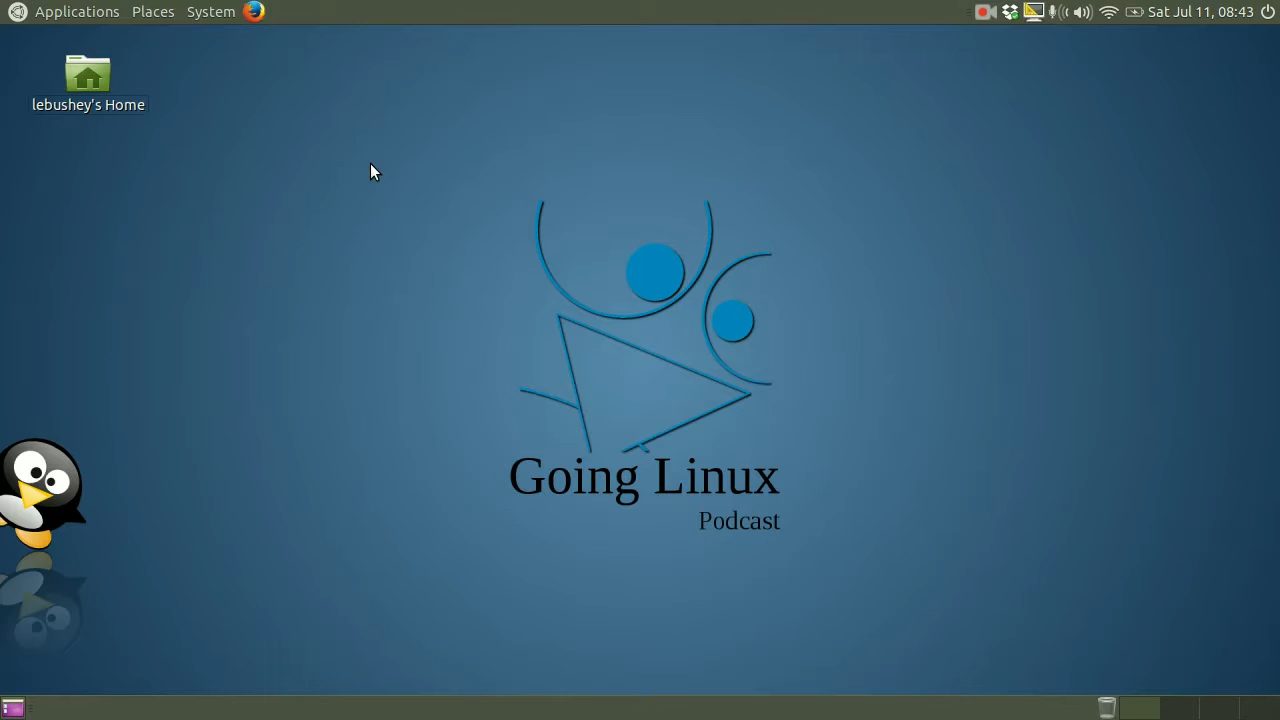 Applications Places System Sat Jul 11, 08:43
lebushey's Home
Going Linux
Podcast